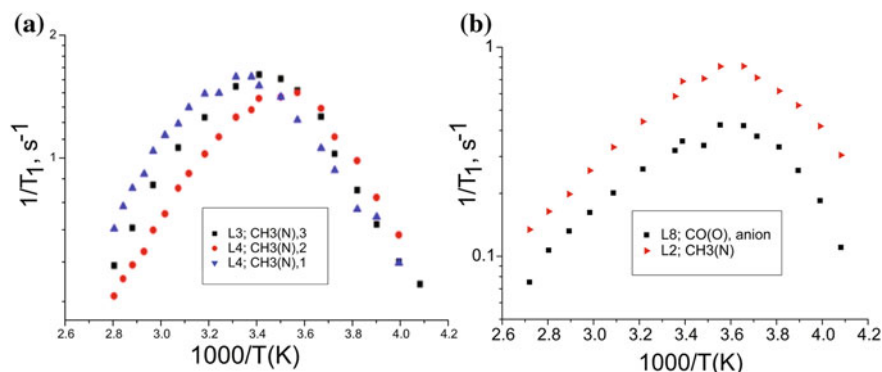 (a)
2
1
1/T1, s-1
L3; CH3(N),3
L4; CH3(N),2
L4; CH3(N),1
2.6 2.8 3.0 3.2 3.4 3.6 3.8 4.0 4.2
1000/T(K)
(b)
1
0.1
1/T1, s-1
L8; CO(O), anion
L2; CH3(N)
2.6 2.8 3.0 3.2 3.4 3.6 3.8 4.0 4.2
1000/T(K)